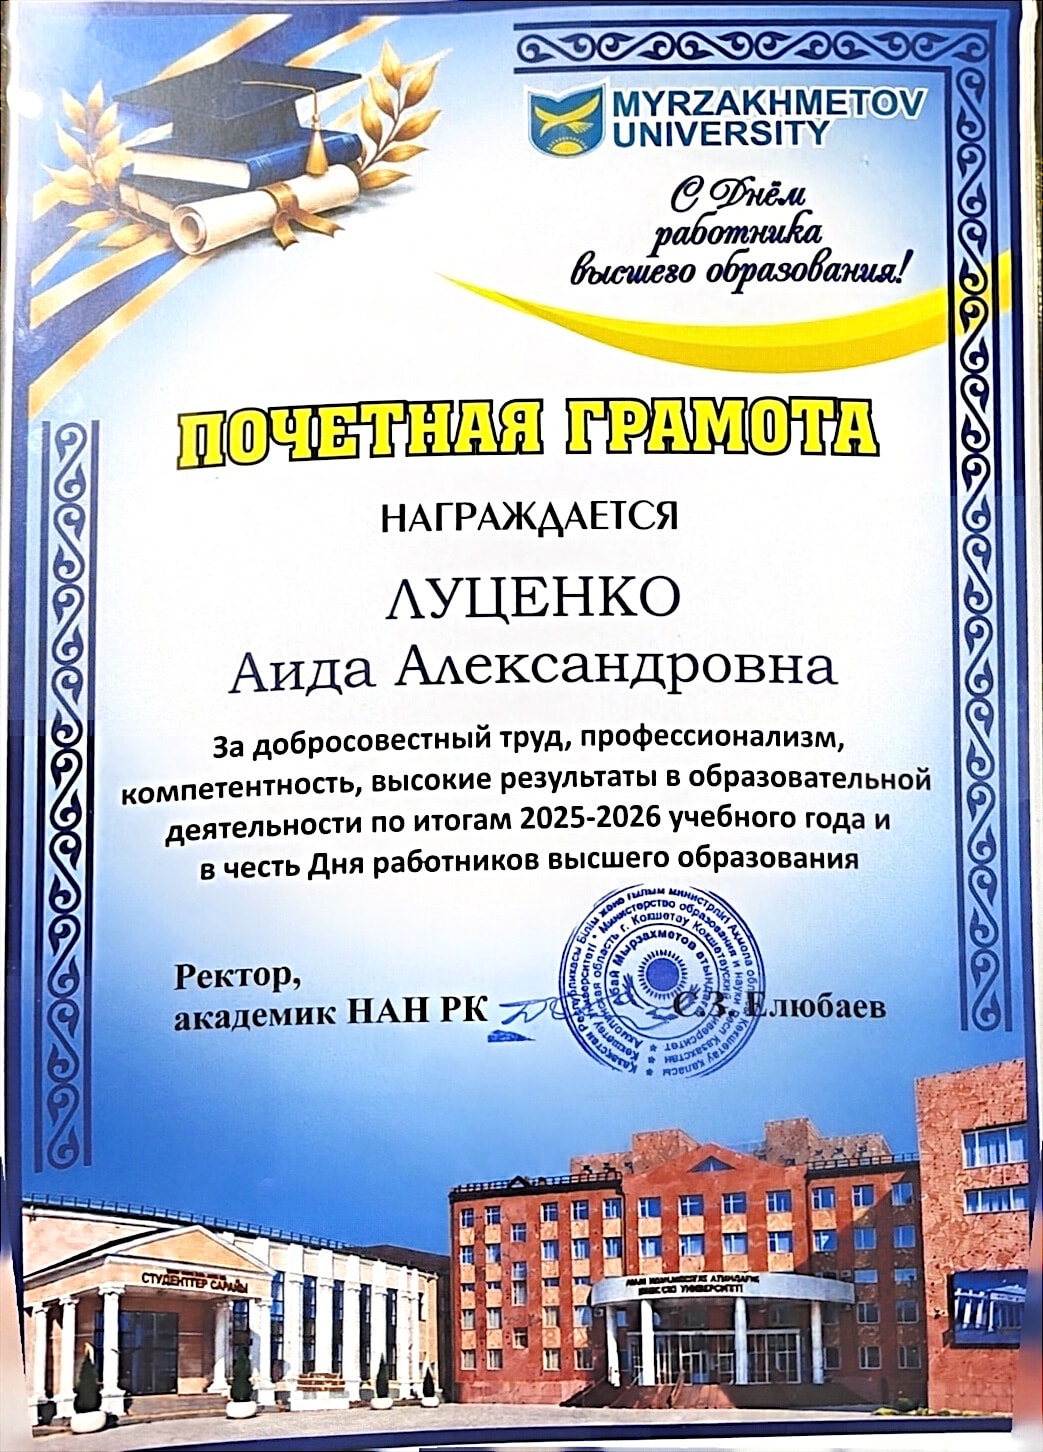 MYRZAKHMETOV
UNIVERSITY
С Днём
работника
высшего образования!
ПОЧЕТНАЯ ГРАМОТА
НАГРАЖДАЕТСЯ
ЛУЦЕНКО
Аида Александровна
За добросовестный труд, профессионализм,
компетентность, высокие результаты в образовательной
деятельности по итогам 2025-2026 учебного года и
в честь Дня работников высшего образования
Ректор,
академик НАН РК С.З. Елюбаев
СТУДЕНТТЕР САРАЙЫ